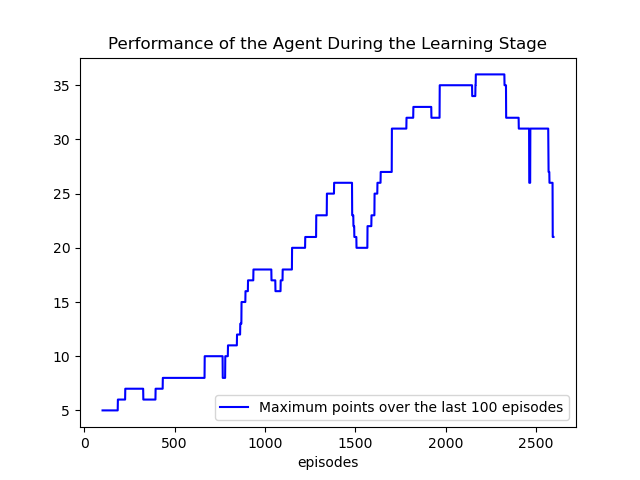 Performance of the Agent During the Learning Stage
35
30
25
20
15
10
5
Maximum points over the last 100 episodes
0 500 1000 1500 2000 2500
episodes